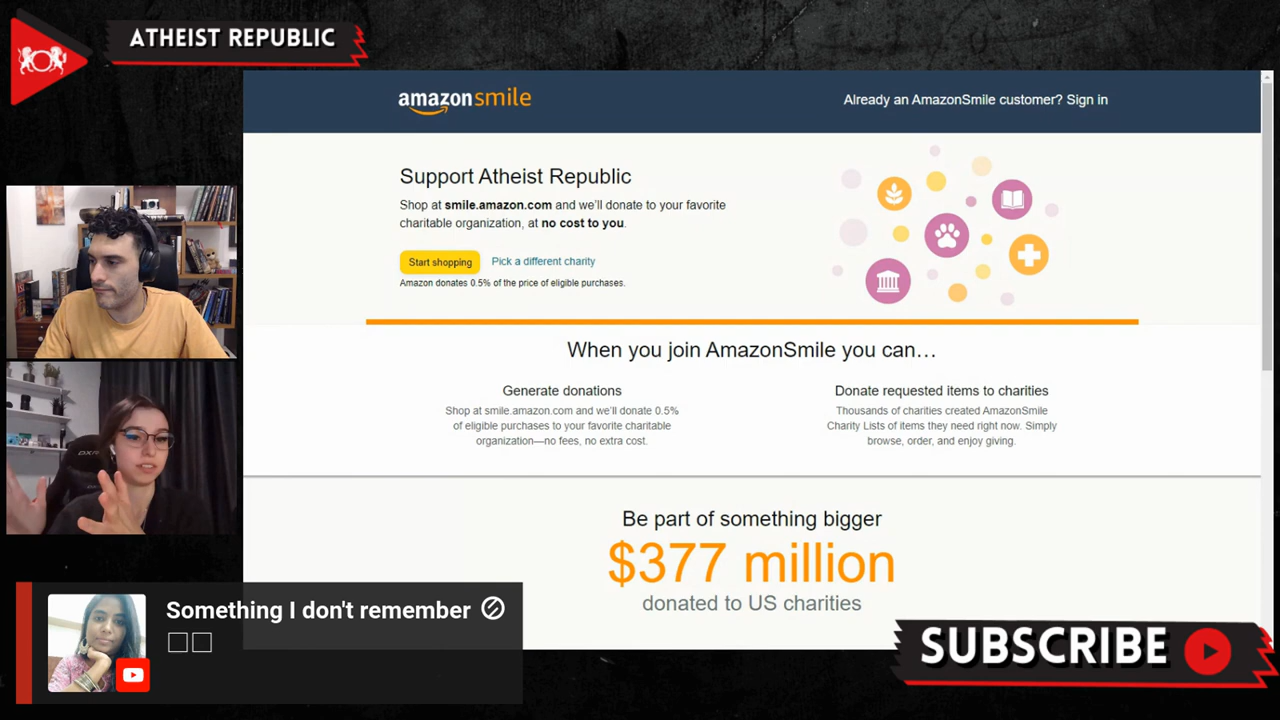 ATHEIST REPUBLIC
amazonsmile
Already an AmazonSmile customer? Sign in
Support Atheist Republic
Shop at smile.amazon.com and we'll donate to your favorite
charitable organization, at no cost to you.
Start shopping
Pick a different charity
Amazon donates 0.5% of the price of eligible purchases.
When you join AmazonSmile you can…
Generate donations
Shop at smile.amazon.com and we'll donate 0.5%
of eligible purchases to your favorite charitable
organization—no fees, no extra cost.
Donate requested items to charities
Thousands of charities created AmazonSmile
Charity Lists of items they need right now. Simply
browse, order, and enjoy giving.
Be part of something bigger
$377 million
donated to US charities
Something I don't remember
SUBSCRIBE